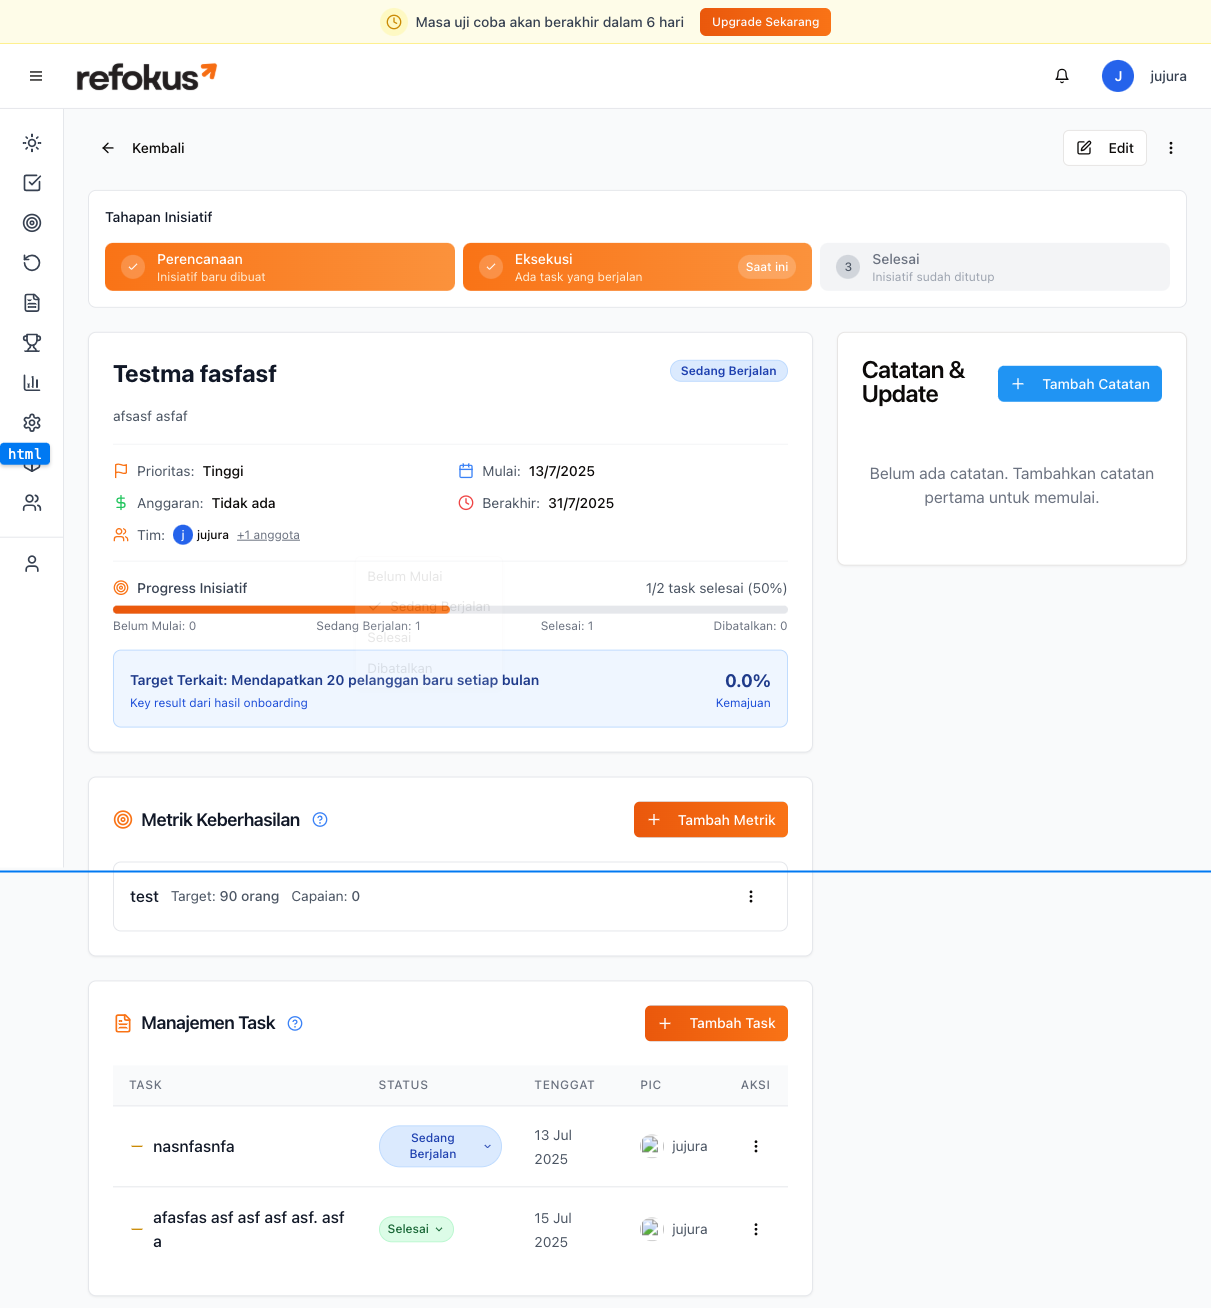 Masa uji coba akan berakhir dalam 6 hari
Upgrade Sekarang
refokus
J
jujura
Kembali
Edit
Tahapan Inisiatif
Perencanaan
Inisiatif baru dibuat
Eksekusi
Ada task yang berjalan
Saat ini
3
Selesai
Inisiatif sudah ditutup
html
Testma fasfasf
Sedang Berjalan
afsasf asfaf
Prioritas: Tinggi
Mulai: 13/7/2025
Anggaran: Tidak ada
Berakhir: 31/7/2025
Tim: j jujura +1 anggota
Progress Inisiatif
1/2 task selesai (50%)
Belum Mulai
Sedang Berjalan
Selesai
Dibatalkan
Belum Mulai: 0
Sedang Berjalan: 1
Selesai: 1
Dibatalkan: 0
Target Terkait: Mendapatkan 20 pelanggan baru setiap bulan
Key result dari hasil onboarding
0.0%
Kemajuan
Catatan &
Update
Tambah Catatan
Belum ada catatan. Tambahkan catatan
pertama untuk memulai.
Metrik Keberhasilan
Tambah Metrik
test Target: 90 orang Capaian: 0
Manajemen Task
Tambah Task
TASK STATUS TENGGAT PIC AKSI
nasnfasnfa
Sedang
Berjalan
13 Jul
2025
jujura
afasfas asf asf asf asf. asf
a
Selesai
15 Jul
2025
jujura